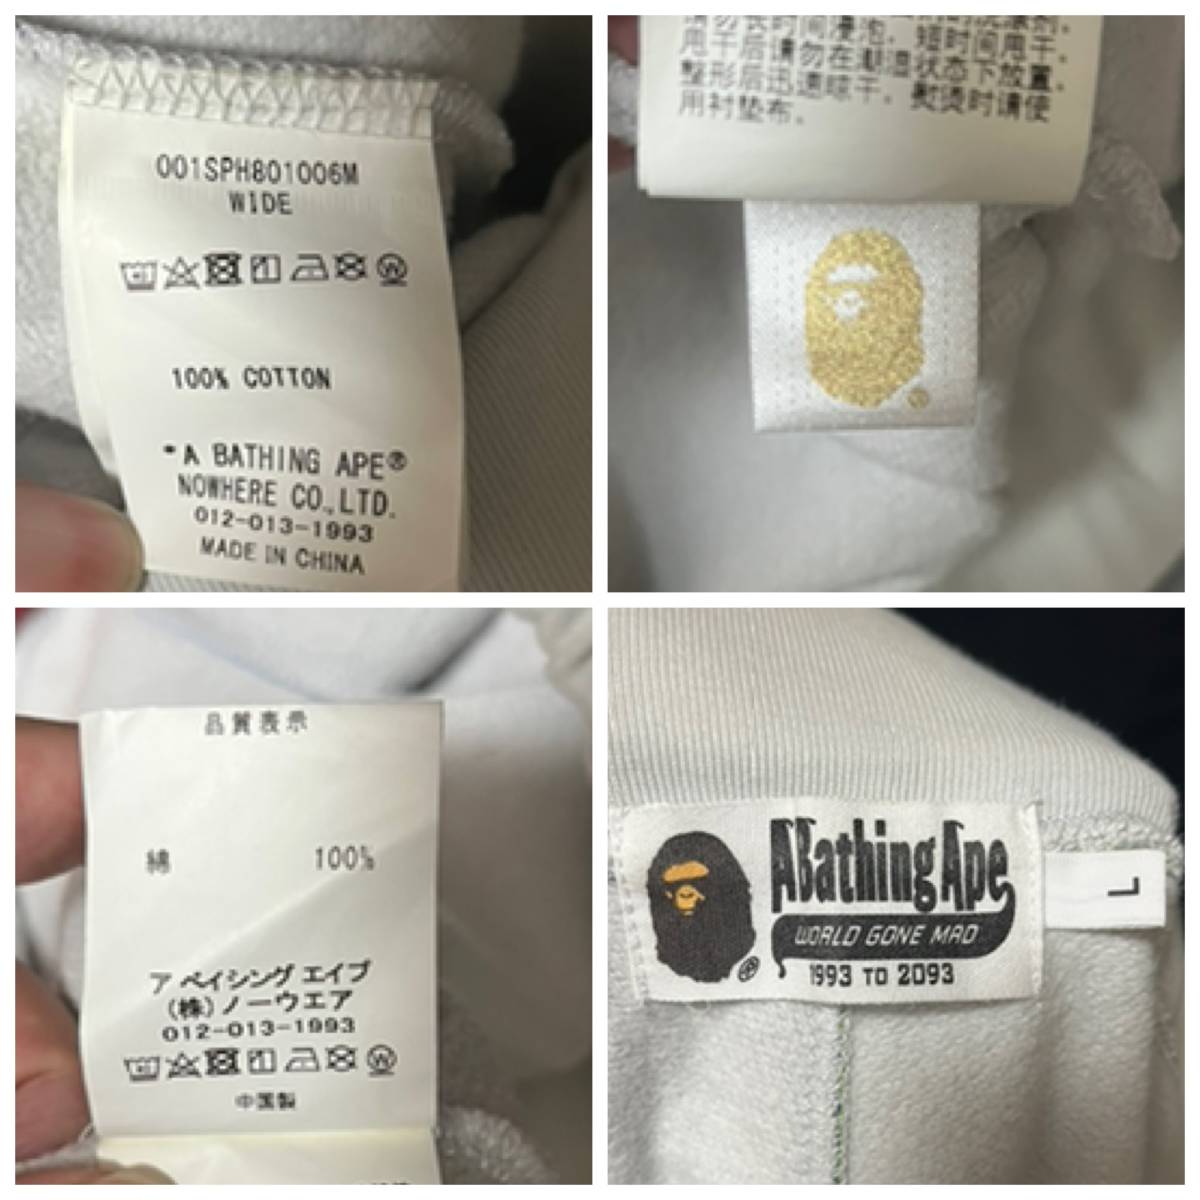 001SPH801006M
WIDE
100% COTTON
*A BATHING APE®
NOWHERE CO.,LTD.
012-013-1993
MADE IN CHINA
甩干后请勿在潮湿状态下放置。
整形后迅速晾干。熨烫时请使
用衬垫布。
®
品質表示
綿 100%
ア ベイシング エイプ
(株)ノーウエア
012-013-1993
中国製
ABathing Ape
WORLD GONE MAD
1993 TO 2093
®
L